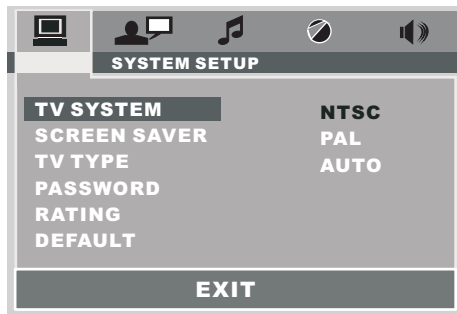 SYSTEM SETUP
TV SYSTEM NTSC
SCREEN SAVER PAL
TV TYPE AUTO
PASSWORD
RATING
DEFAULT
EXIT